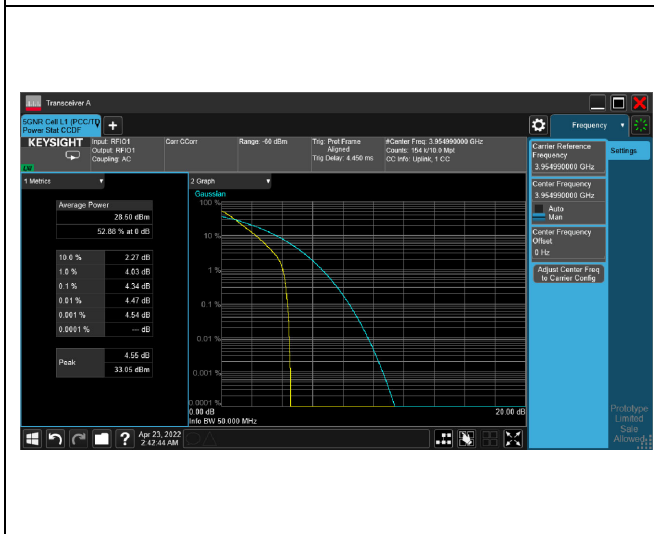 Transceiver A
5GNR Cell L1 (PCC/TD
Power Stat CCDF
Frequency
KEYSIGHT
Input: RFIO1
Output: RFIO1
Coupling: AC
Corr CCorr
Range: -60 dBm
Trig: Pret Frame
Aligned
Trig Delay: 4.450 ms
#Center Freq: 3.954990000 GHz
Counts: 154 k/10.0 Mpt
CC Info: Uplink, 1 CC
Carrier Reference
Frequency
3.954990000 GHz
Settings
Center Frequency
3.954990000 GHz
Auto
Man
Center Frequency
Offset
0 Hz
Adjust Center Freq
to Carrier Config
1 Metrics
Average Power
28.50 dBm
52.88 % at 0 dB
10.0 % 2.27 dB
1.0 % 4.03 dB
0.1 % 4.34 dB
0.01 % 4.47 dB
0.001 % 4.54 dB
0.0001 % --- dB
Peak
4.55 dB
33.05 dBm
2 Graph
Gaussian
100 %
10 %
1 %
0.1 %
0.01 %
0.001 %
0.0001 %
0.00 dB
20.00 dB
Info BW 50.000 MHz
Prototype
Limited
Sale
Allowed
Apr 23, 2022
2:42:44 AM